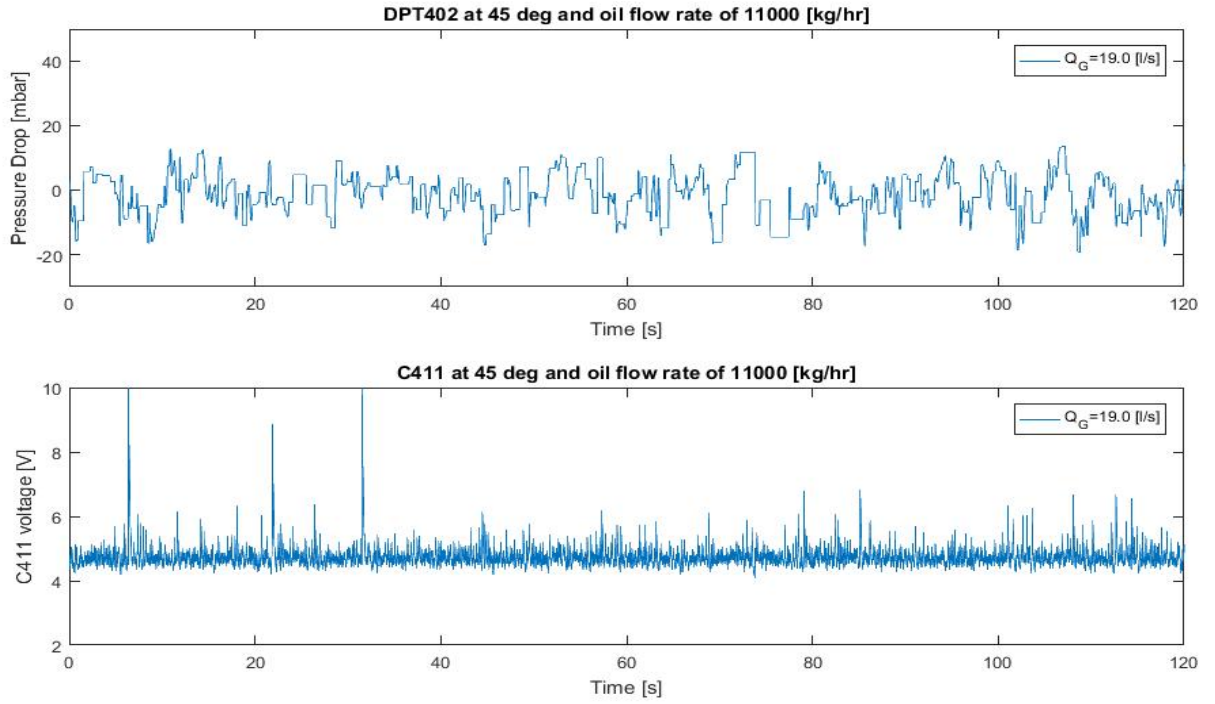 DPT402 at 45 deg and oil flow rate of 11000 [kg/hr]
Q_G=19.0 [l/s]
Pressure Drop [mbar]
40
20
0
-20
0 20 40 60 80 100 120
Time [s]
C411 at 45 deg and oil flow rate of 11000 [kg/hr]
Q_G=19.0 [l/s]
C411 voltage [V]
10
8
6
4
2
0 20 40 60 80 100 120
Time [s]